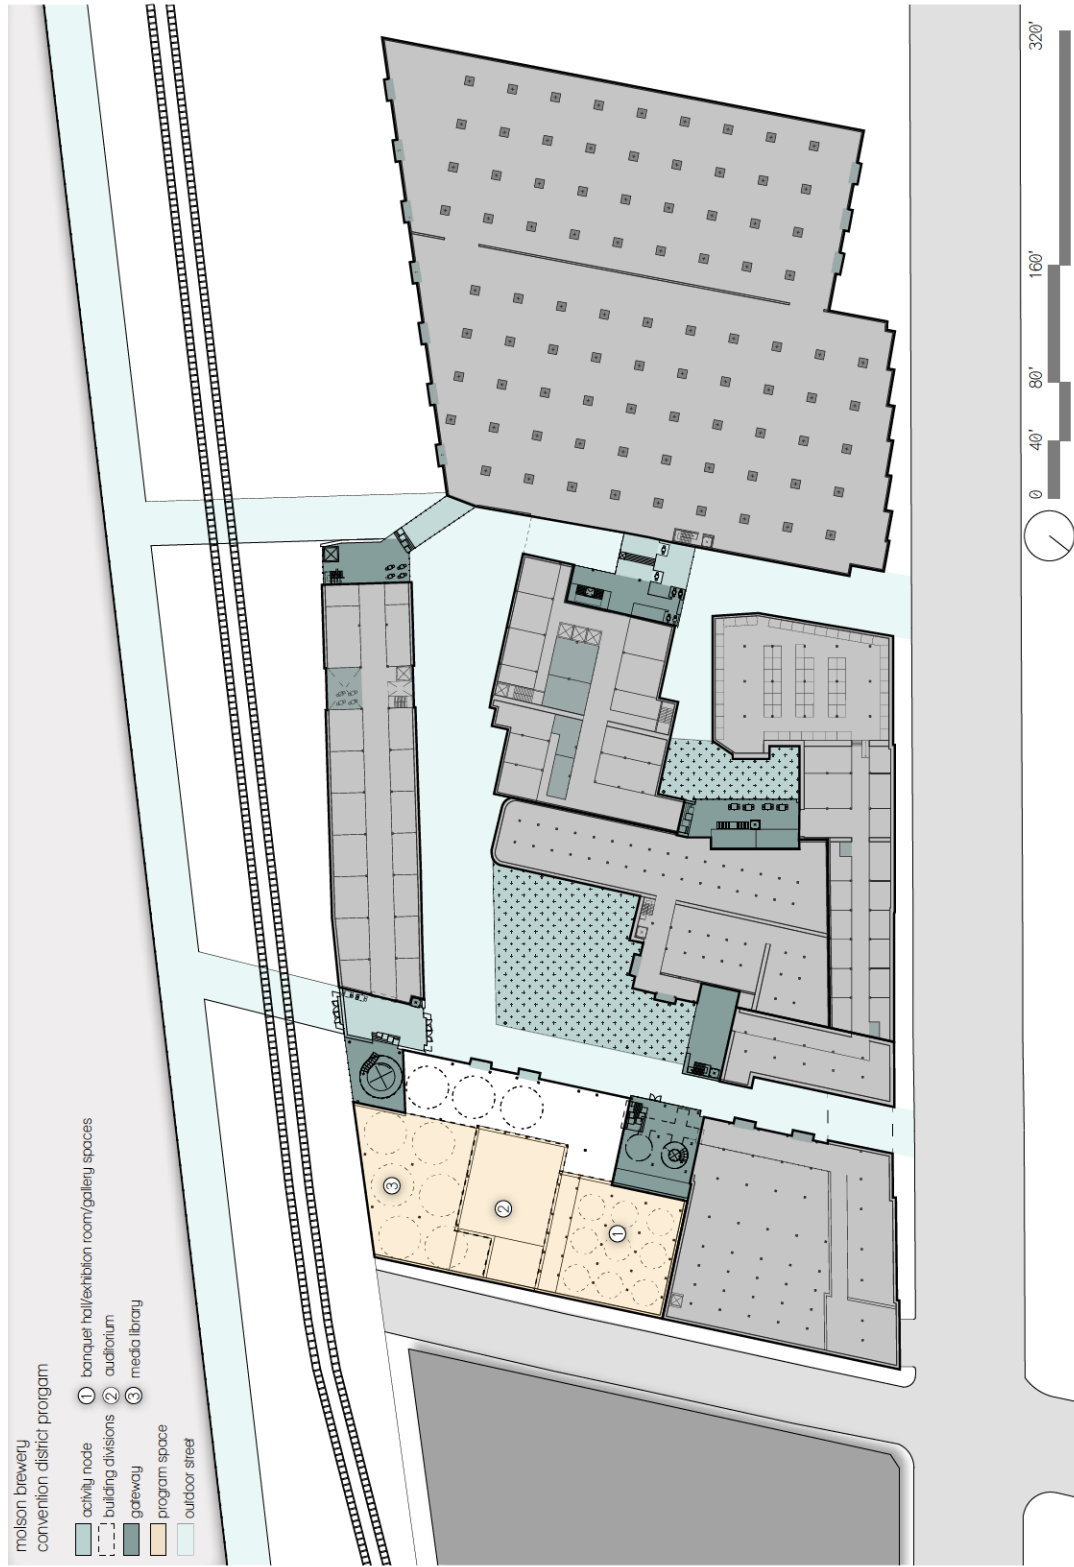 molson brewery
convention district prorgam
activity node
building divisions
gateway
program space
outdoor street
1 banquet hall/exhibition room/gallery spaces
2 auditorium
3 media library
3
2
1
0 40' 80' 160' 320'